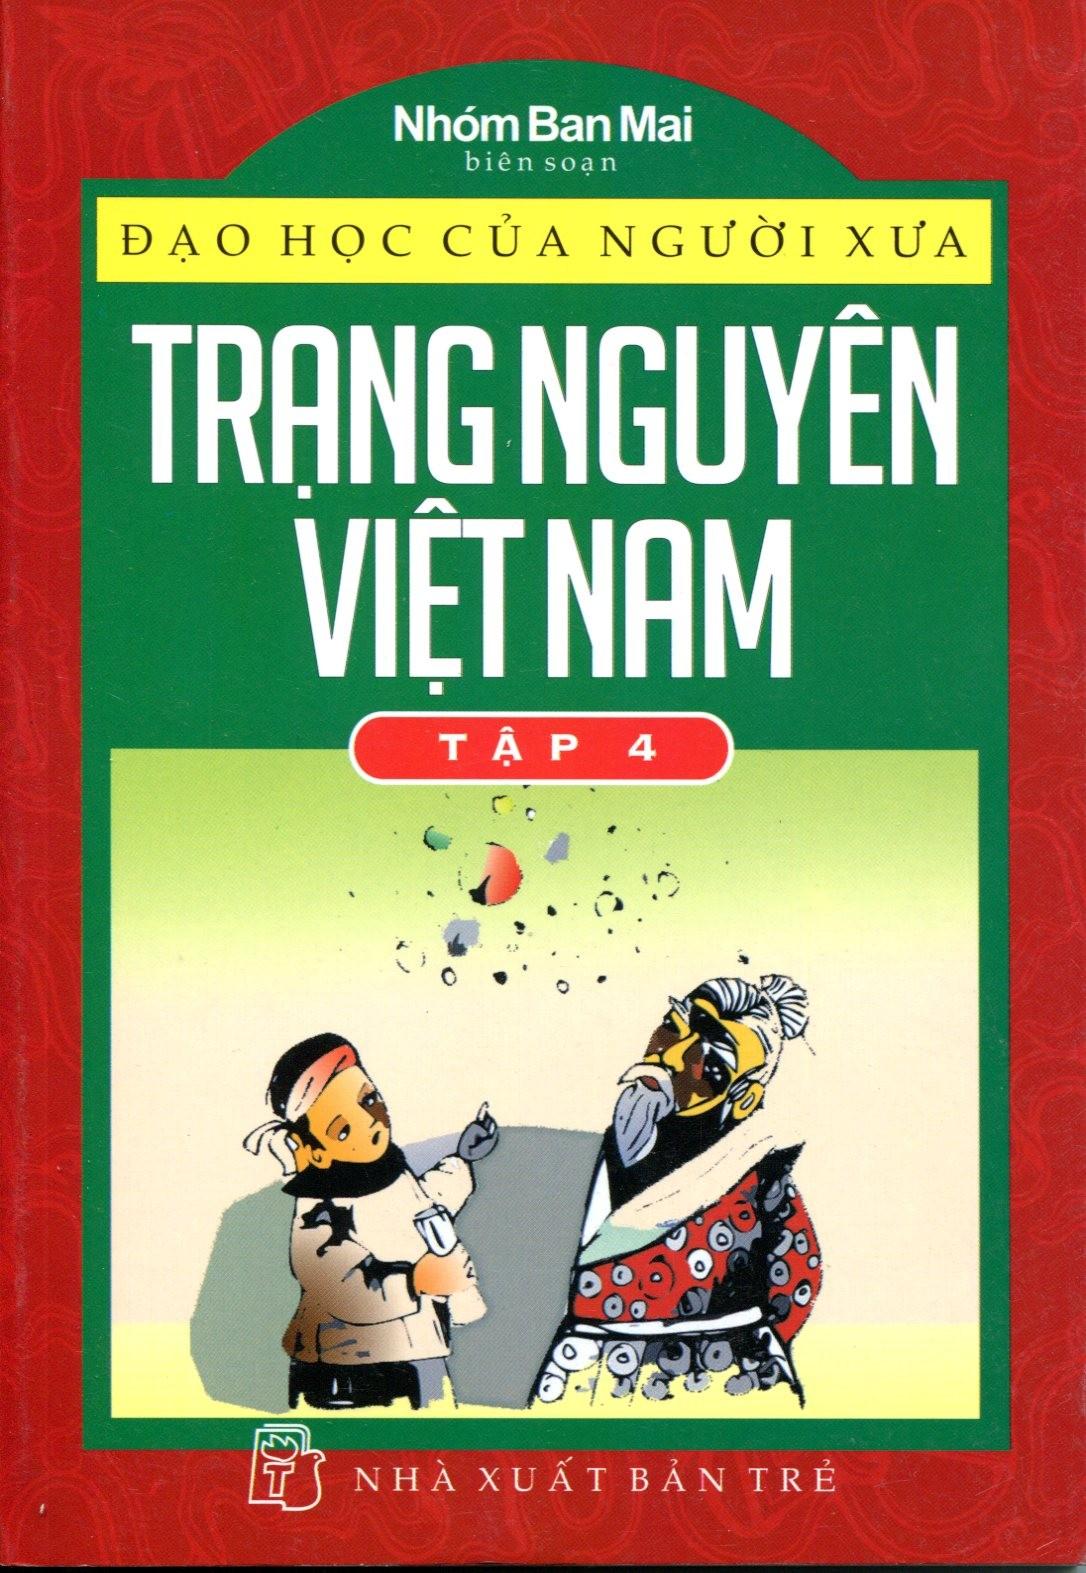 Nhóm Ban Mai
biên soạn
ĐẠO HỌC CỦA NGƯỜI XƯA
TRẠNG NGUYÊN
VIỆT NAM
TẬP 4
T
NHÀ XUẤT BẢN TRẺ